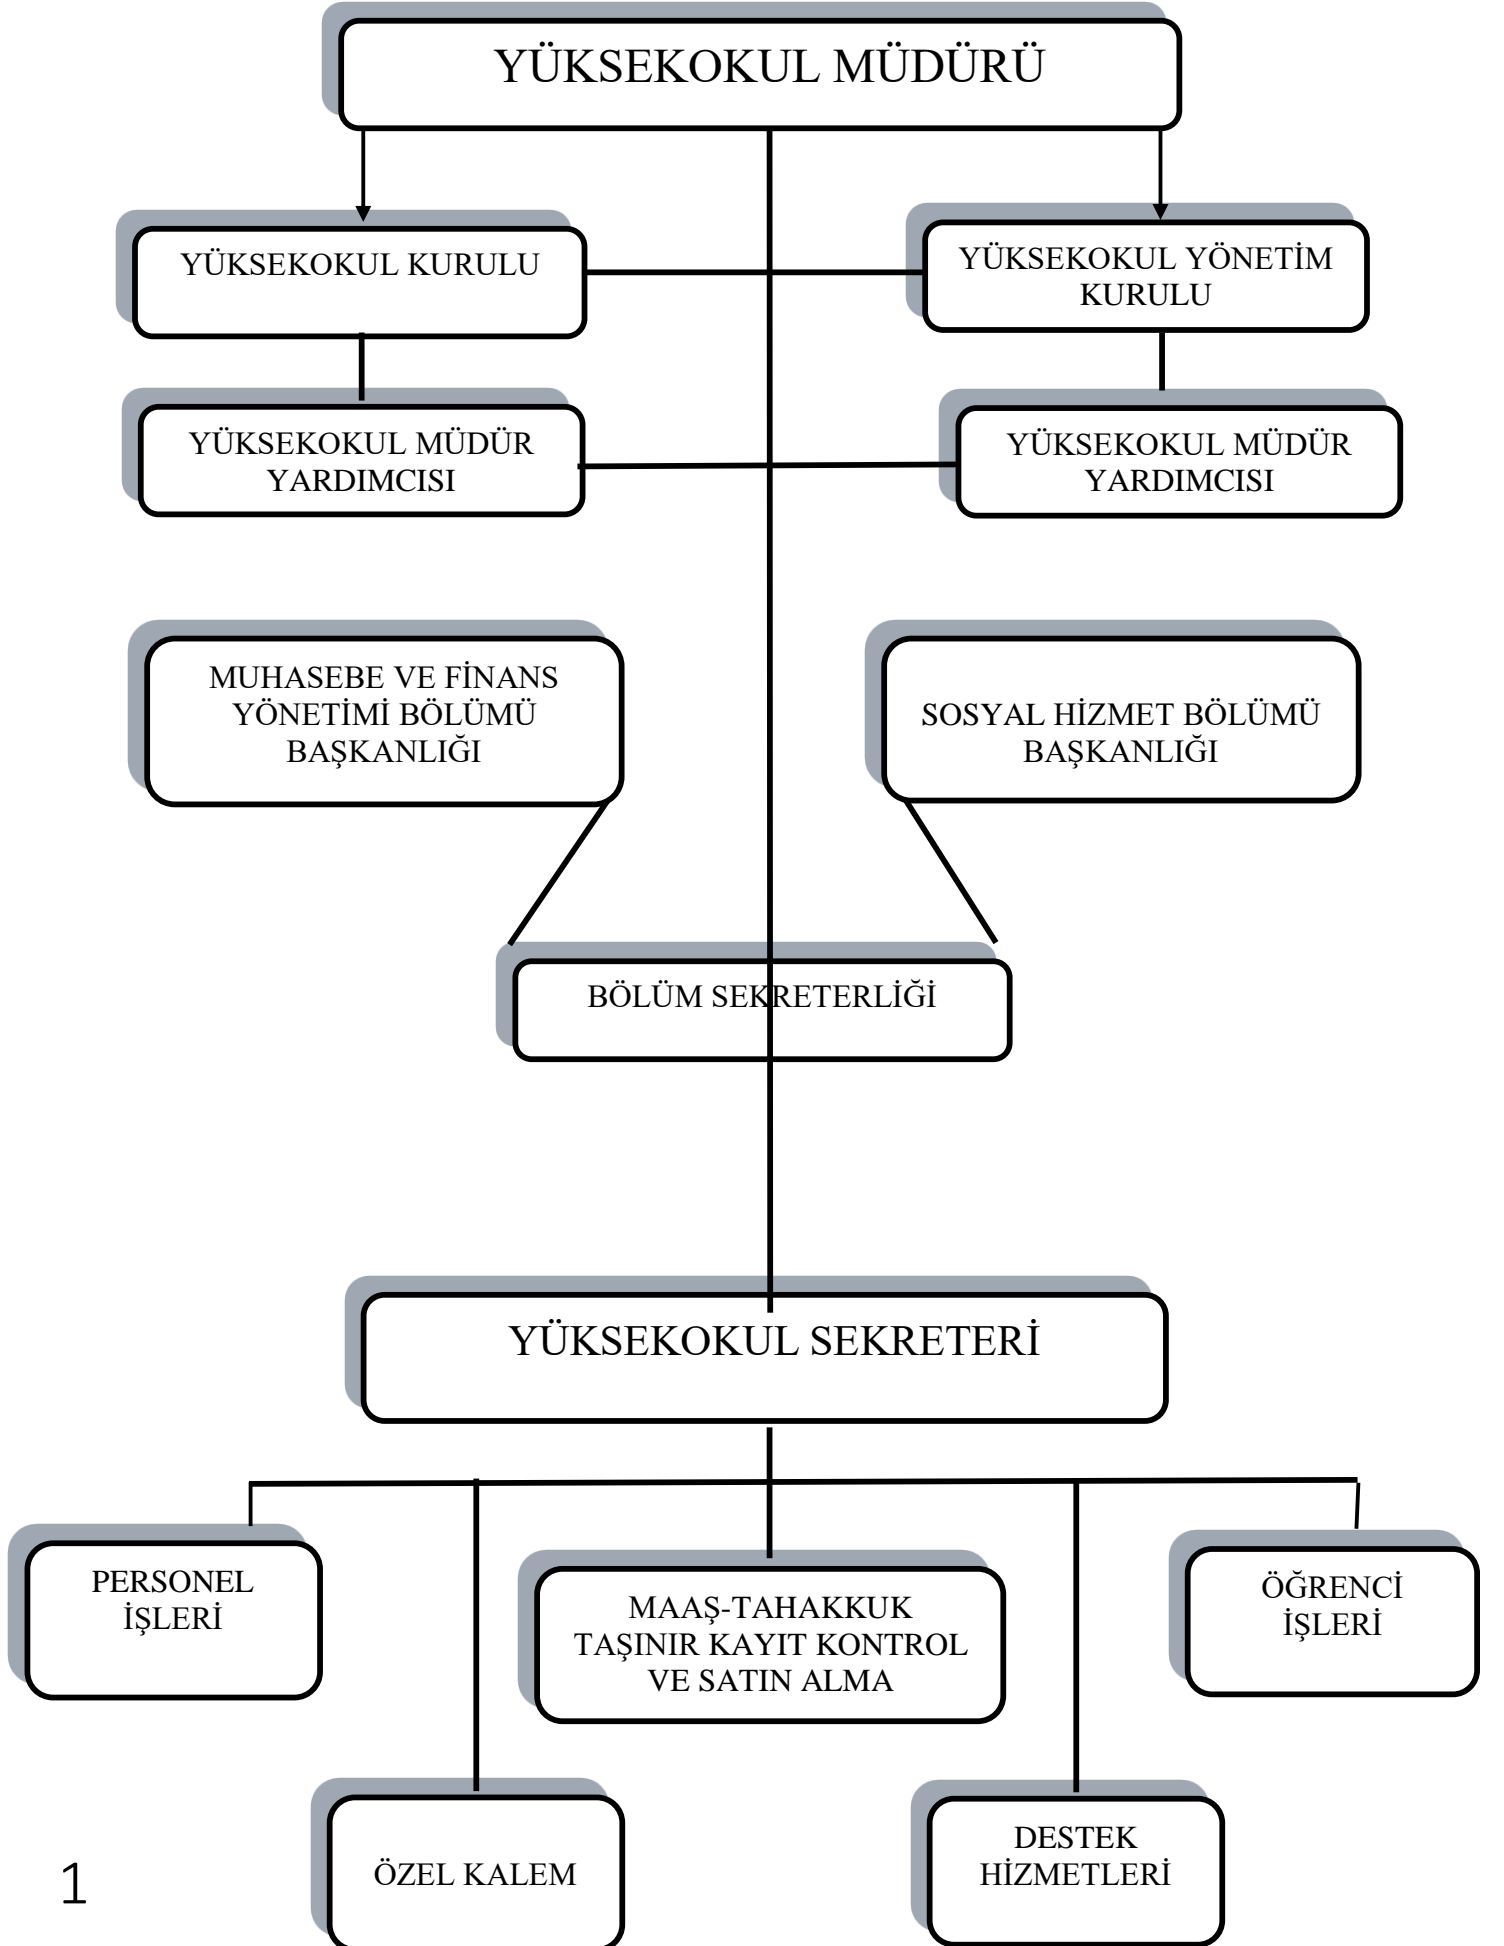 YÜKSEKOKUL MÜDÜRÜ
YÜKSEKOKUL KURULU
YÜKSEKOKUL YÖNETİM
KURULU
YÜKSEKOKUL MÜDÜR
YARDIMCISI
YÜKSEKOKUL MÜDÜR
YARDIMCISI
MUHASEBE VE FİNANS
YÖNETİMİ BÖLÜMÜ
BAŞKANLIĞI
SOSYAL HİZMET BÖLÜMÜ
BAŞKANLIĞI
BÖLÜM SEKRETERLİĞİ
YÜKSEKOKUL SEKRETERİ
PERSONEL
İŞLERİ
MAAŞ-TAHAKKUK
TAŞINIR KAYIT KONTROL
VE SATIN ALMA
ÖĞRENCİ
İŞLERİ
ÖZEL KALEM
DESTEK
HİZMETLERİ
1